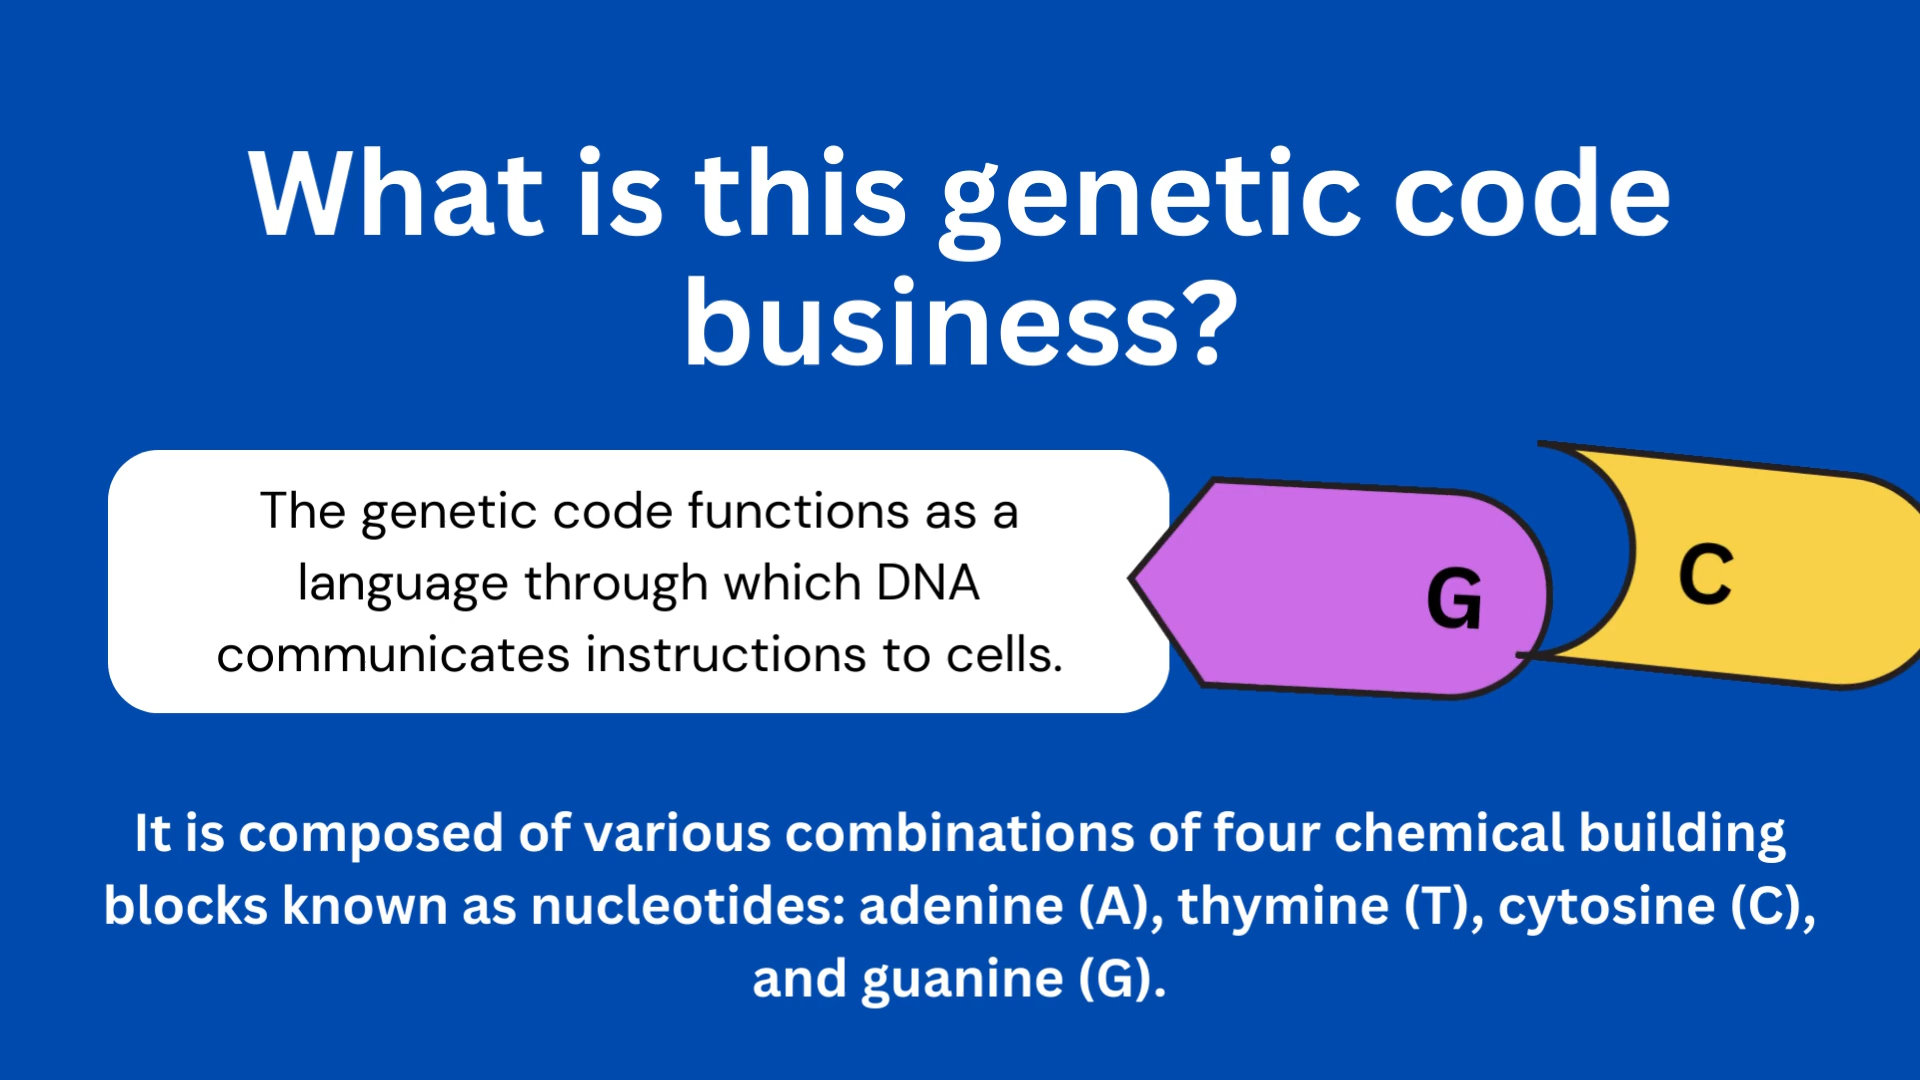 What is this genetic code
business?
The genetic code functions as a
language through which DNA
communicates instructions to cells.
G
C
It is composed of various combinations of four chemical building
blocks known as nucleotides: adenine (A), thymine (T), cytosine (C),
and guanine (G).